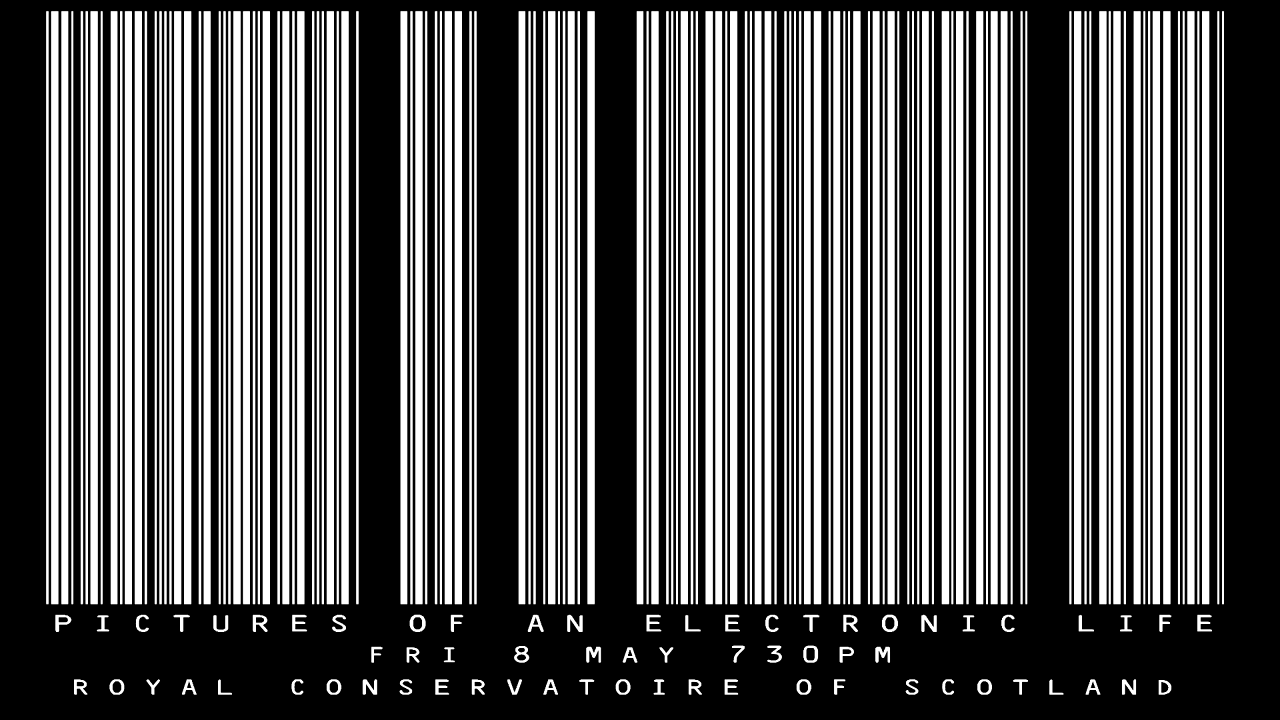 PICTURES OF AN ELECTRONIC LIFE
FRI 8 MAY 730PM
ROYAL CONSERVATOIRE OF SCOTLAND